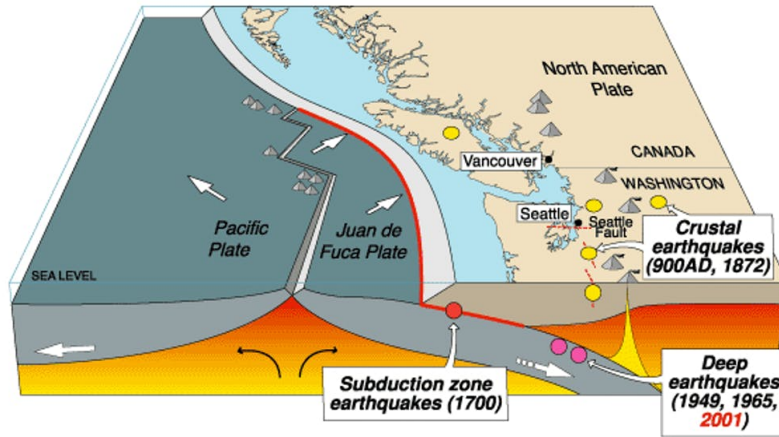 North American
Plate
CANADA
Vancouver
WASHINGTON
Seattle
Seattle
Fault
Pacific
Plate
Juan de
Fuca Plate
Crustal
earthquakes
(900AD, 1872)
SEA LEVEL
Subduction zone
earthquakes (1700)
Deep
earthquakes
(1949, 1965,
2001)